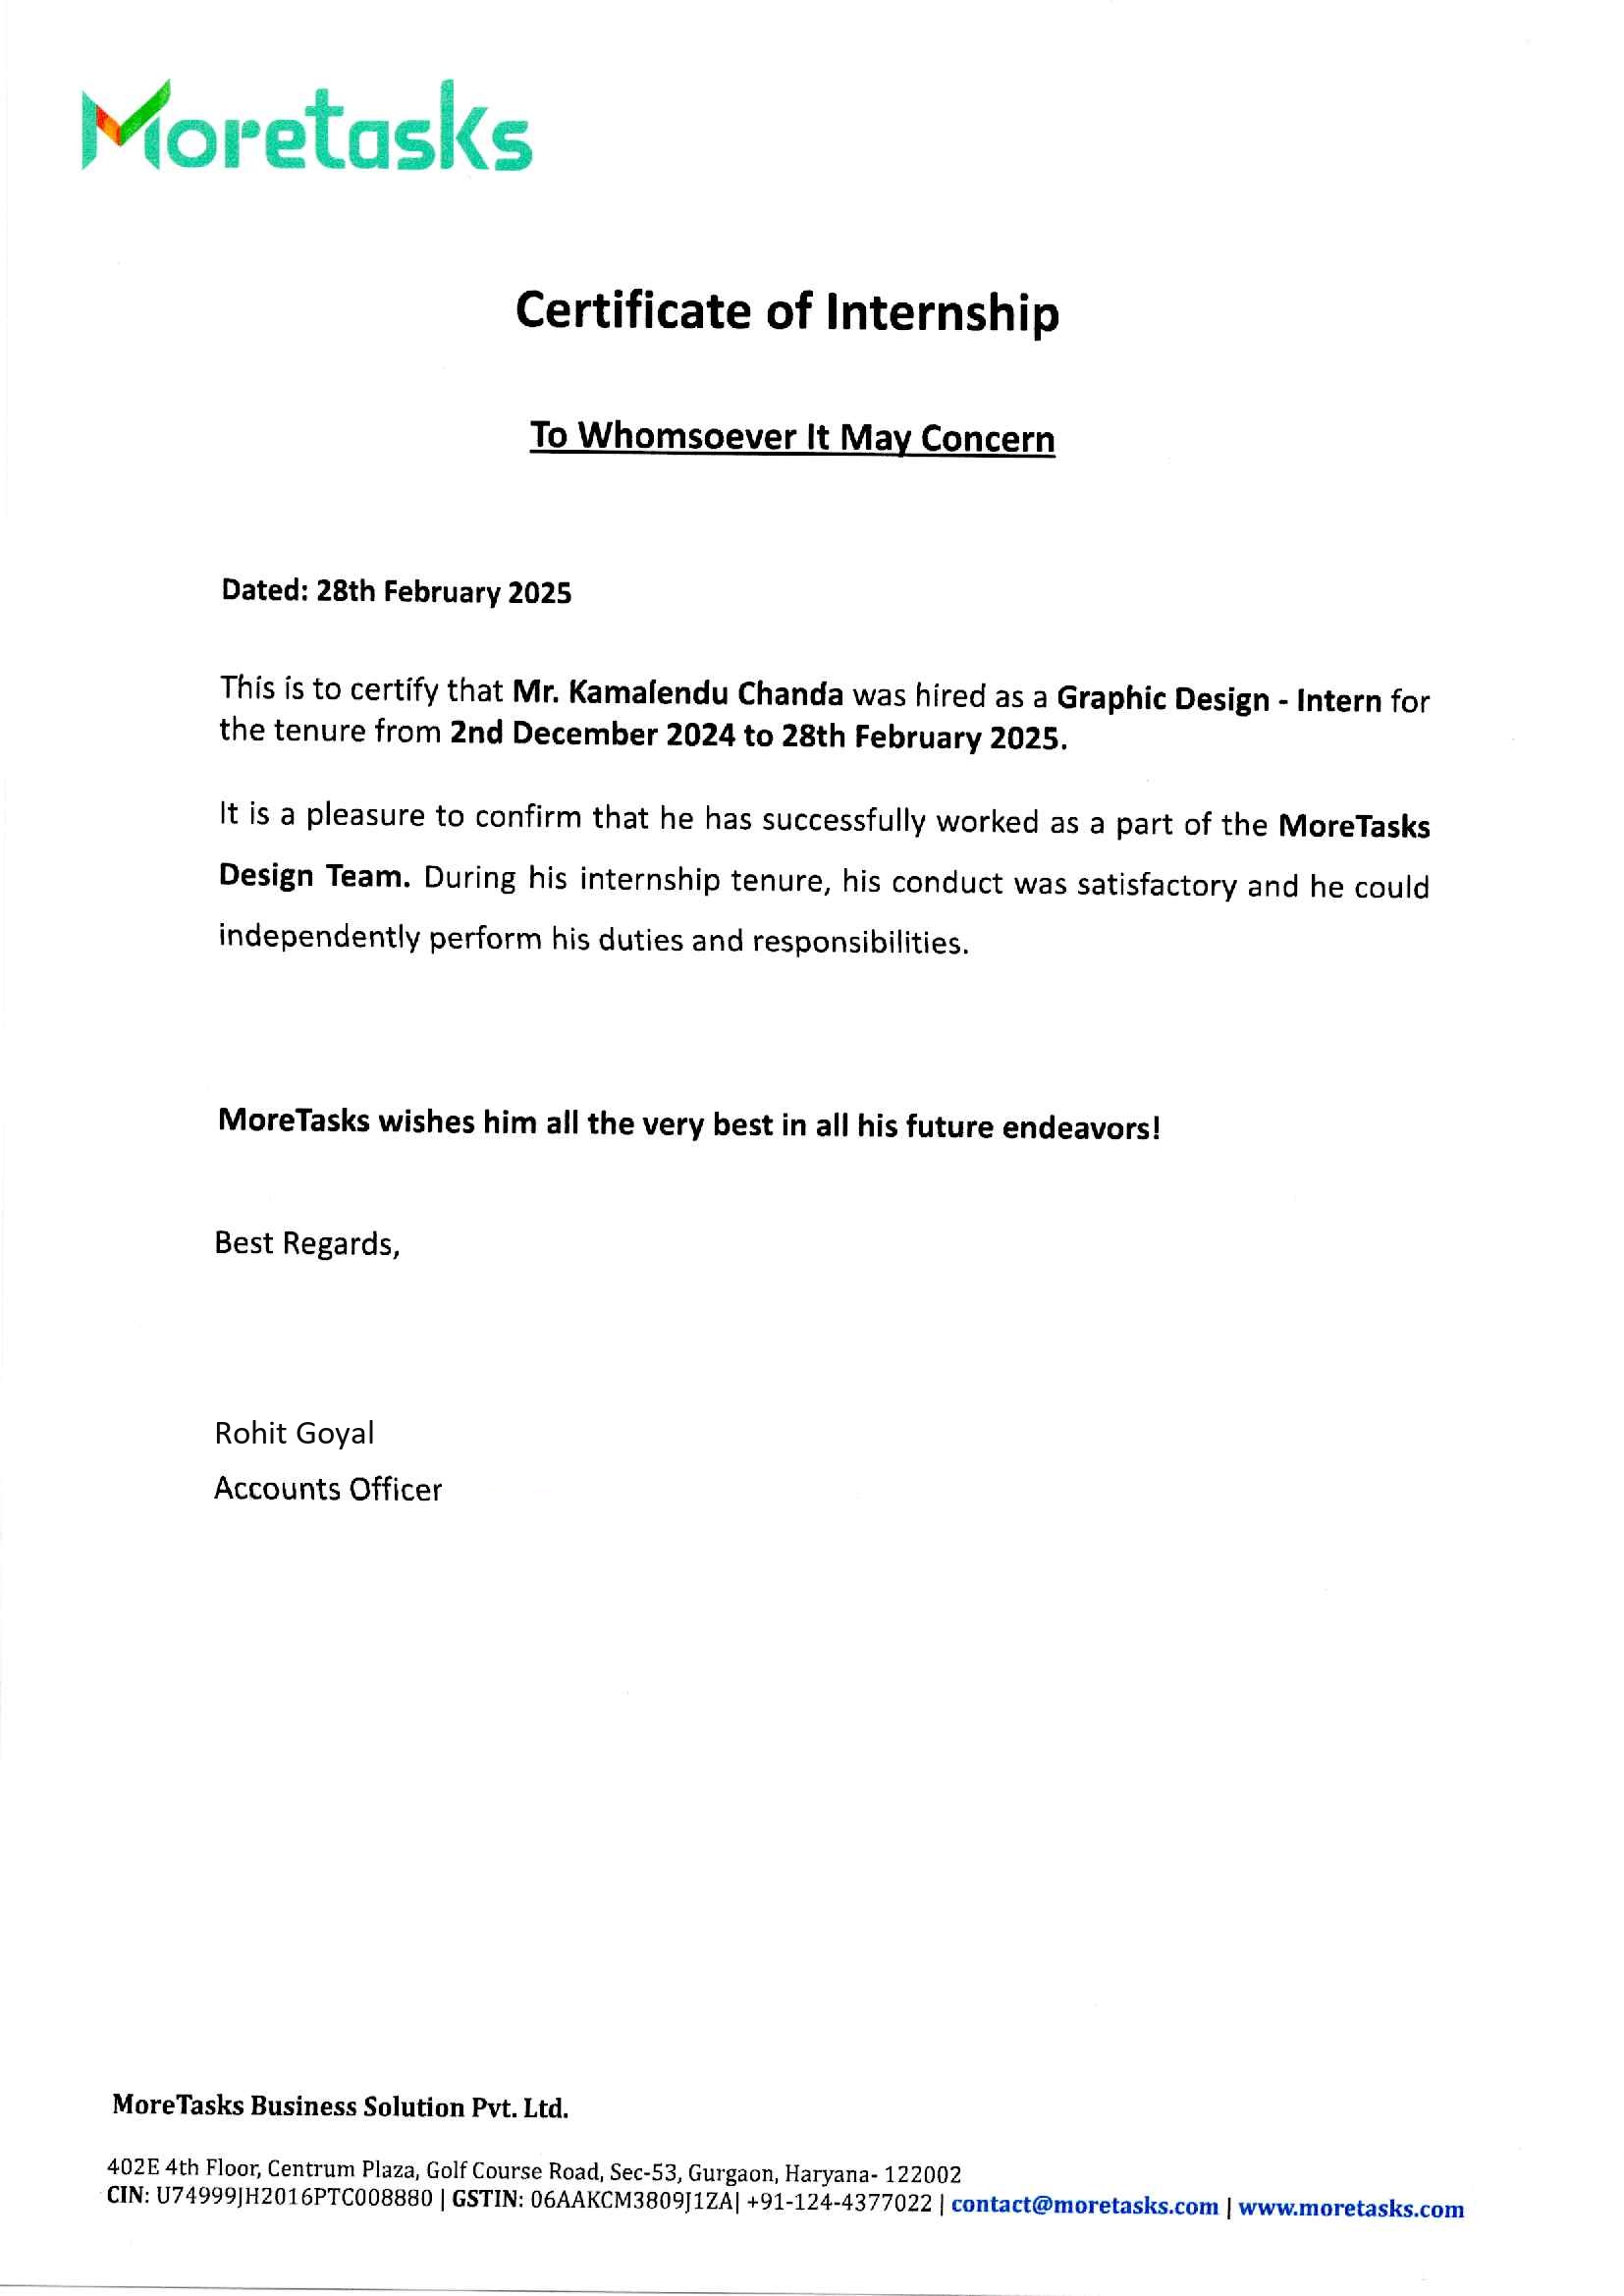 Moretasks
Certificate of Internship
To Whomsoever It May Concern
Dated: 28th February 2025
This is to certify that Mr. Kamalendu Chanda was hired as a Graphic Design - Intern for
the tenure from 2nd December 2024 to 28th February 2025.
It is a pleasure to confirm that he has successfully worked as a part of the MoreTasks
Design Team. During his internship tenure, his conduct was satisfactory and he could
independently perform his duties and responsibilities.
MoreTasks wishes him all the very best in all his future endeavors!
Best Regards,
Rohit Goyal
Accounts Officer
MoreTasks Business Solution Pvt. Ltd.
402E 4th Floor, Centrum Plaza, Golf Course Road, Sec-53, Gurgaon, Haryana- 122002
CIN: U74999JH2016PTC008880 | GSTIN: 06AAKCM3809J1ZA| +91-124-4377022 | contact@moretasks.com | www.moretasks.com